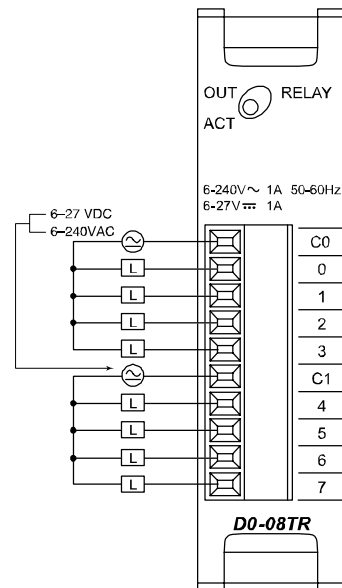 OUT RELAY
ACT
6-240V~ 1A 50-60Hz
6-27V⎓ 1A
6–27 VDC
6–240VAC
C0
L 0
L 1
L 2
L 3
C1
L 4
L 5
L 6
L 7
D0-08TR